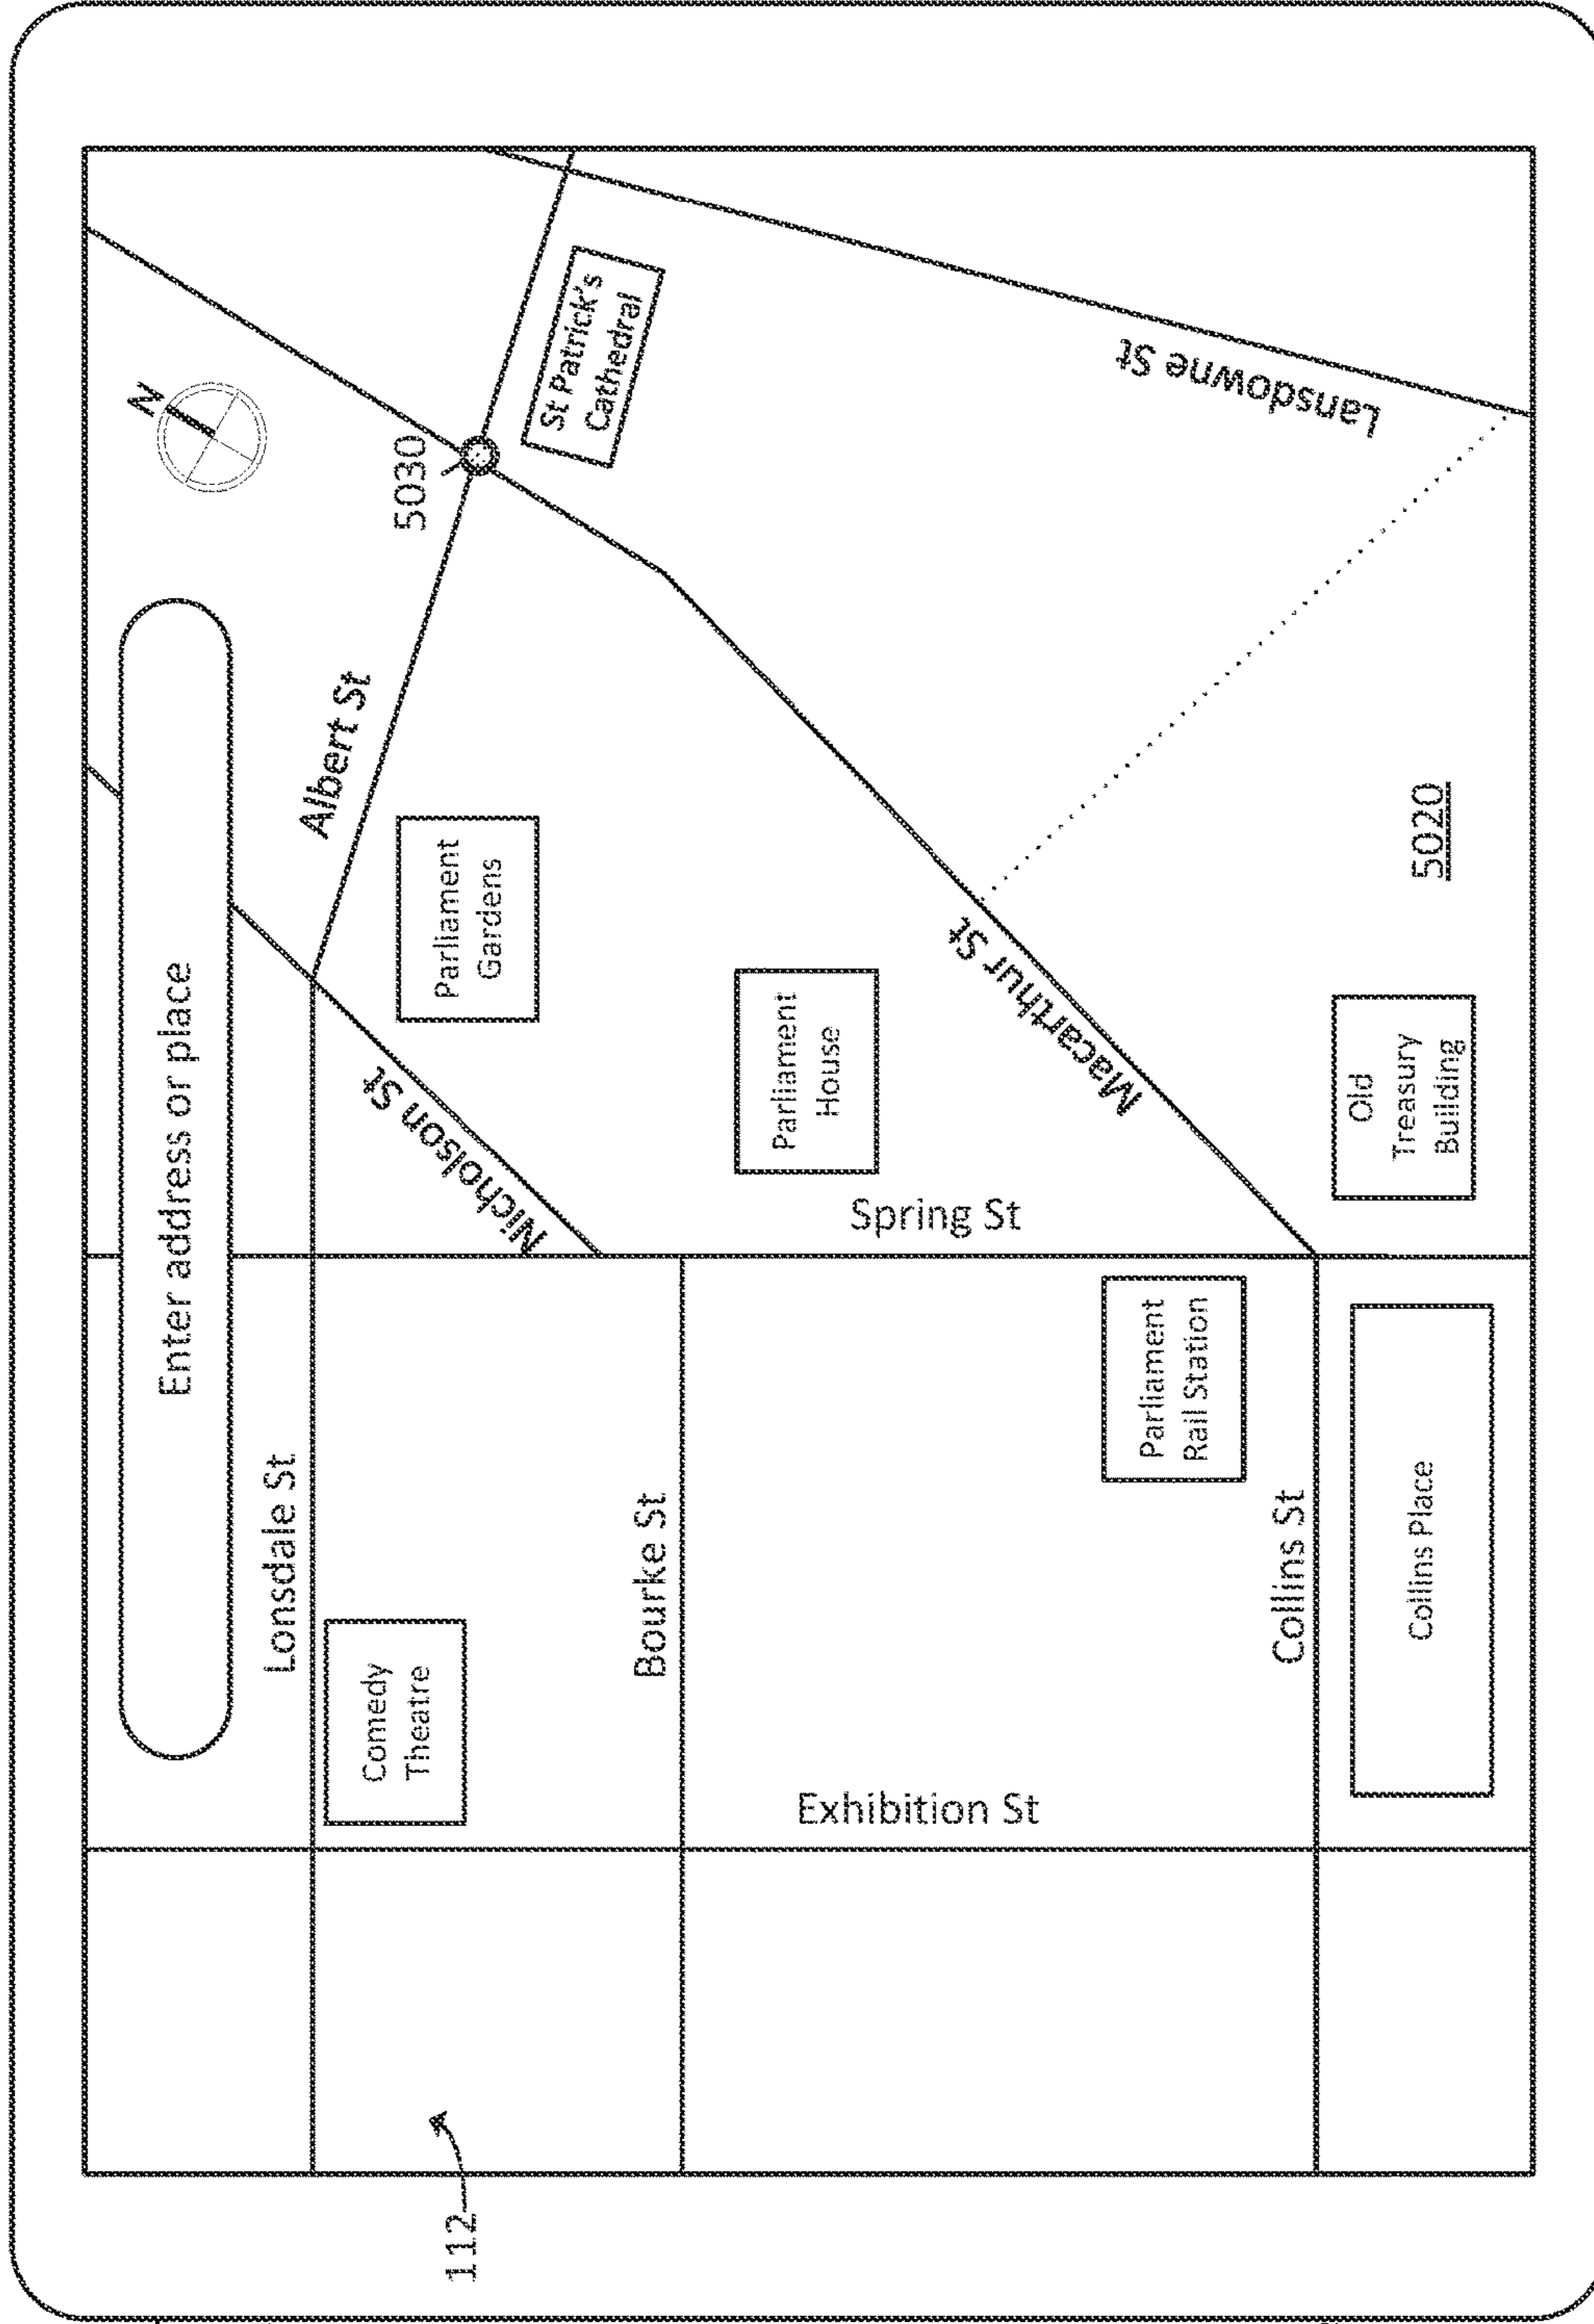 Enter address or place
N
5030
Albert St
St Patrick's
Cathedral
Parliament
Gardens
Nicholson St
Lonsdale St
Comedy
Theatre
Parliament
House
Bourke St
Spring St
Macarthur St
Lansdowne St
Exhibition St
Parliament
Rail Station
Collins St
Old
Treasury
Building
5020
Collins Place
112